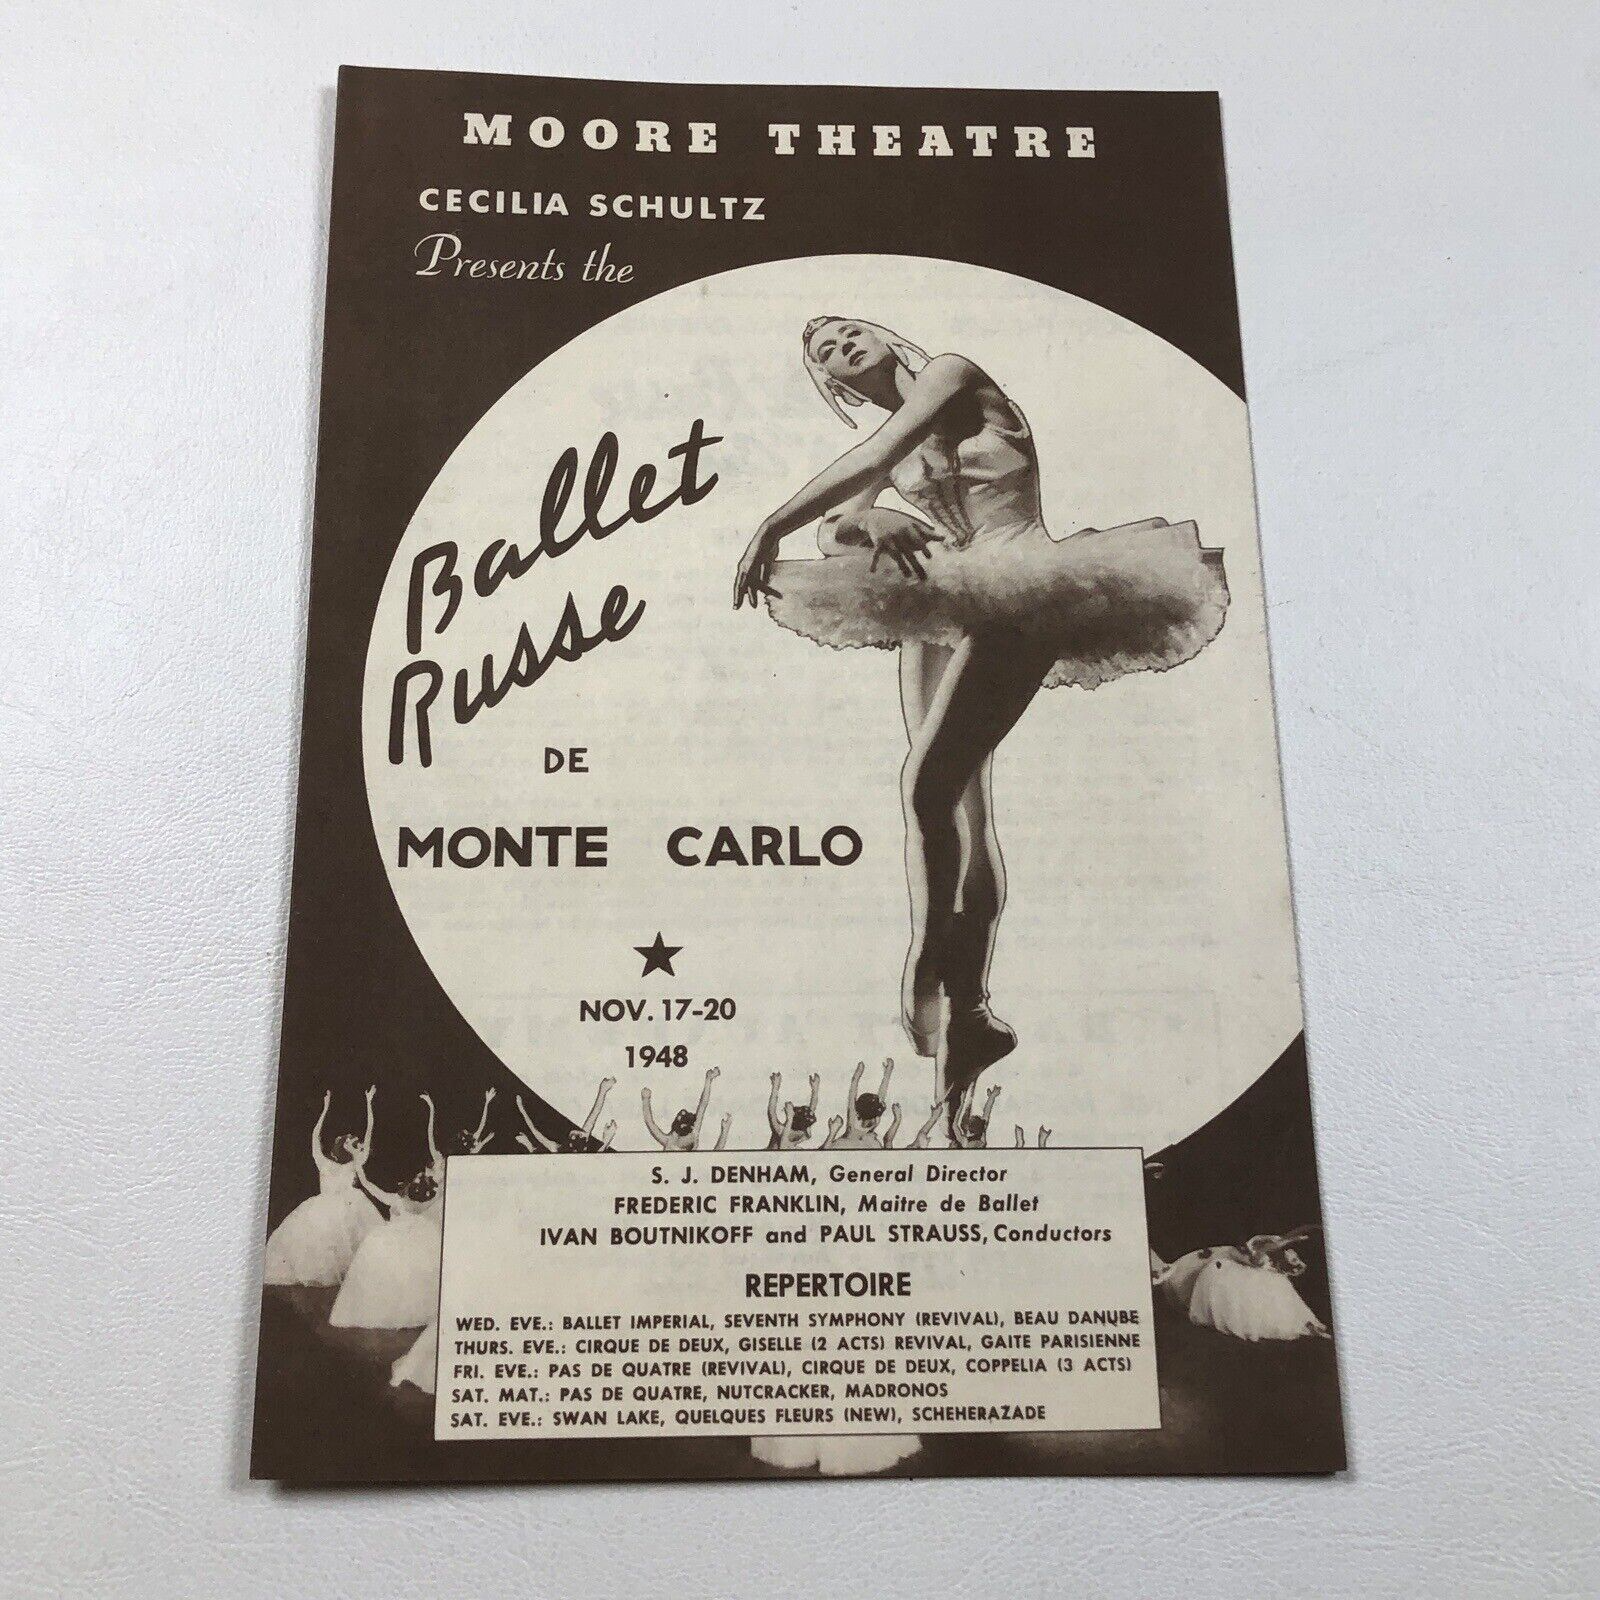 MOORE THEATRE
CECILIA SCHULTZ
Presents the
Ballet
Russe
DE
MONTE CARLO
NOV. 17-20
1948
S. J. DENHAM, General Director
FREDERIC FRANKLIN, Maitre de Ballet
IVAN BOUTNIKOFF and PAUL STRAUSS, Conductors
REPERTOIRE
WED. EVE.: BALLET IMPERIAL, SEVENTH SYMPHONY (REVIVAL), BEAU DANUBE
THURS. EVE.: CIRQUE DE DEUX, GISELLE (2 ACTS) REVIVAL, GAITE PARISIENNE
FRI. EVE.: PAS DE QUATRE (REVIVAL), CIRQUE DE DEUX, COPPELIA (3 ACTS)
SAT. MAT.: PAS DE QUATRE, NUTCRACKER, MADRONOS
SAT. EVE.: SWAN LAKE, QUELQUES FLEURS (NEW), SCHEHERAZADE